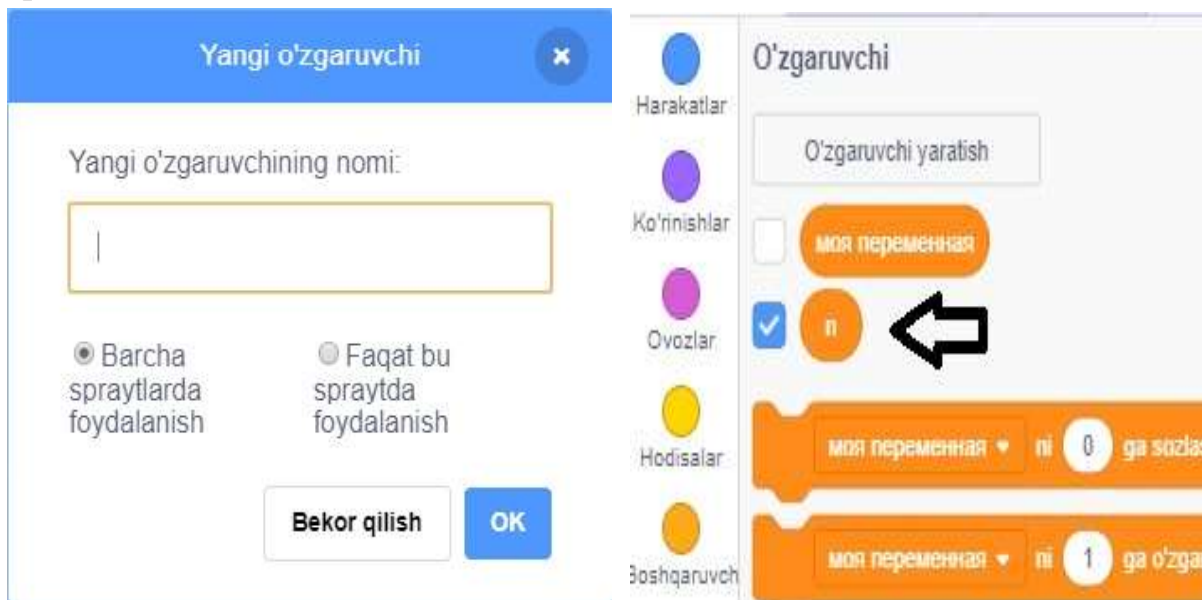 Yangi o'zgaruvchi
Yangi o'zgaruvchining nomi:
Barcha
spraytlarda
foydalanish
Faqat bu
spraytda
foydalanish
Bekor qilish
OK
Harakatlar
Ko'rinishlar
Ovozlar
Hodisalar
Boshqaruvch
O'zgaruvchi
O'zgaruvchi yaratish
моя переменная
n
моя переменная ni 0 ga sozla
моя переменная ni 1 ga o'zga